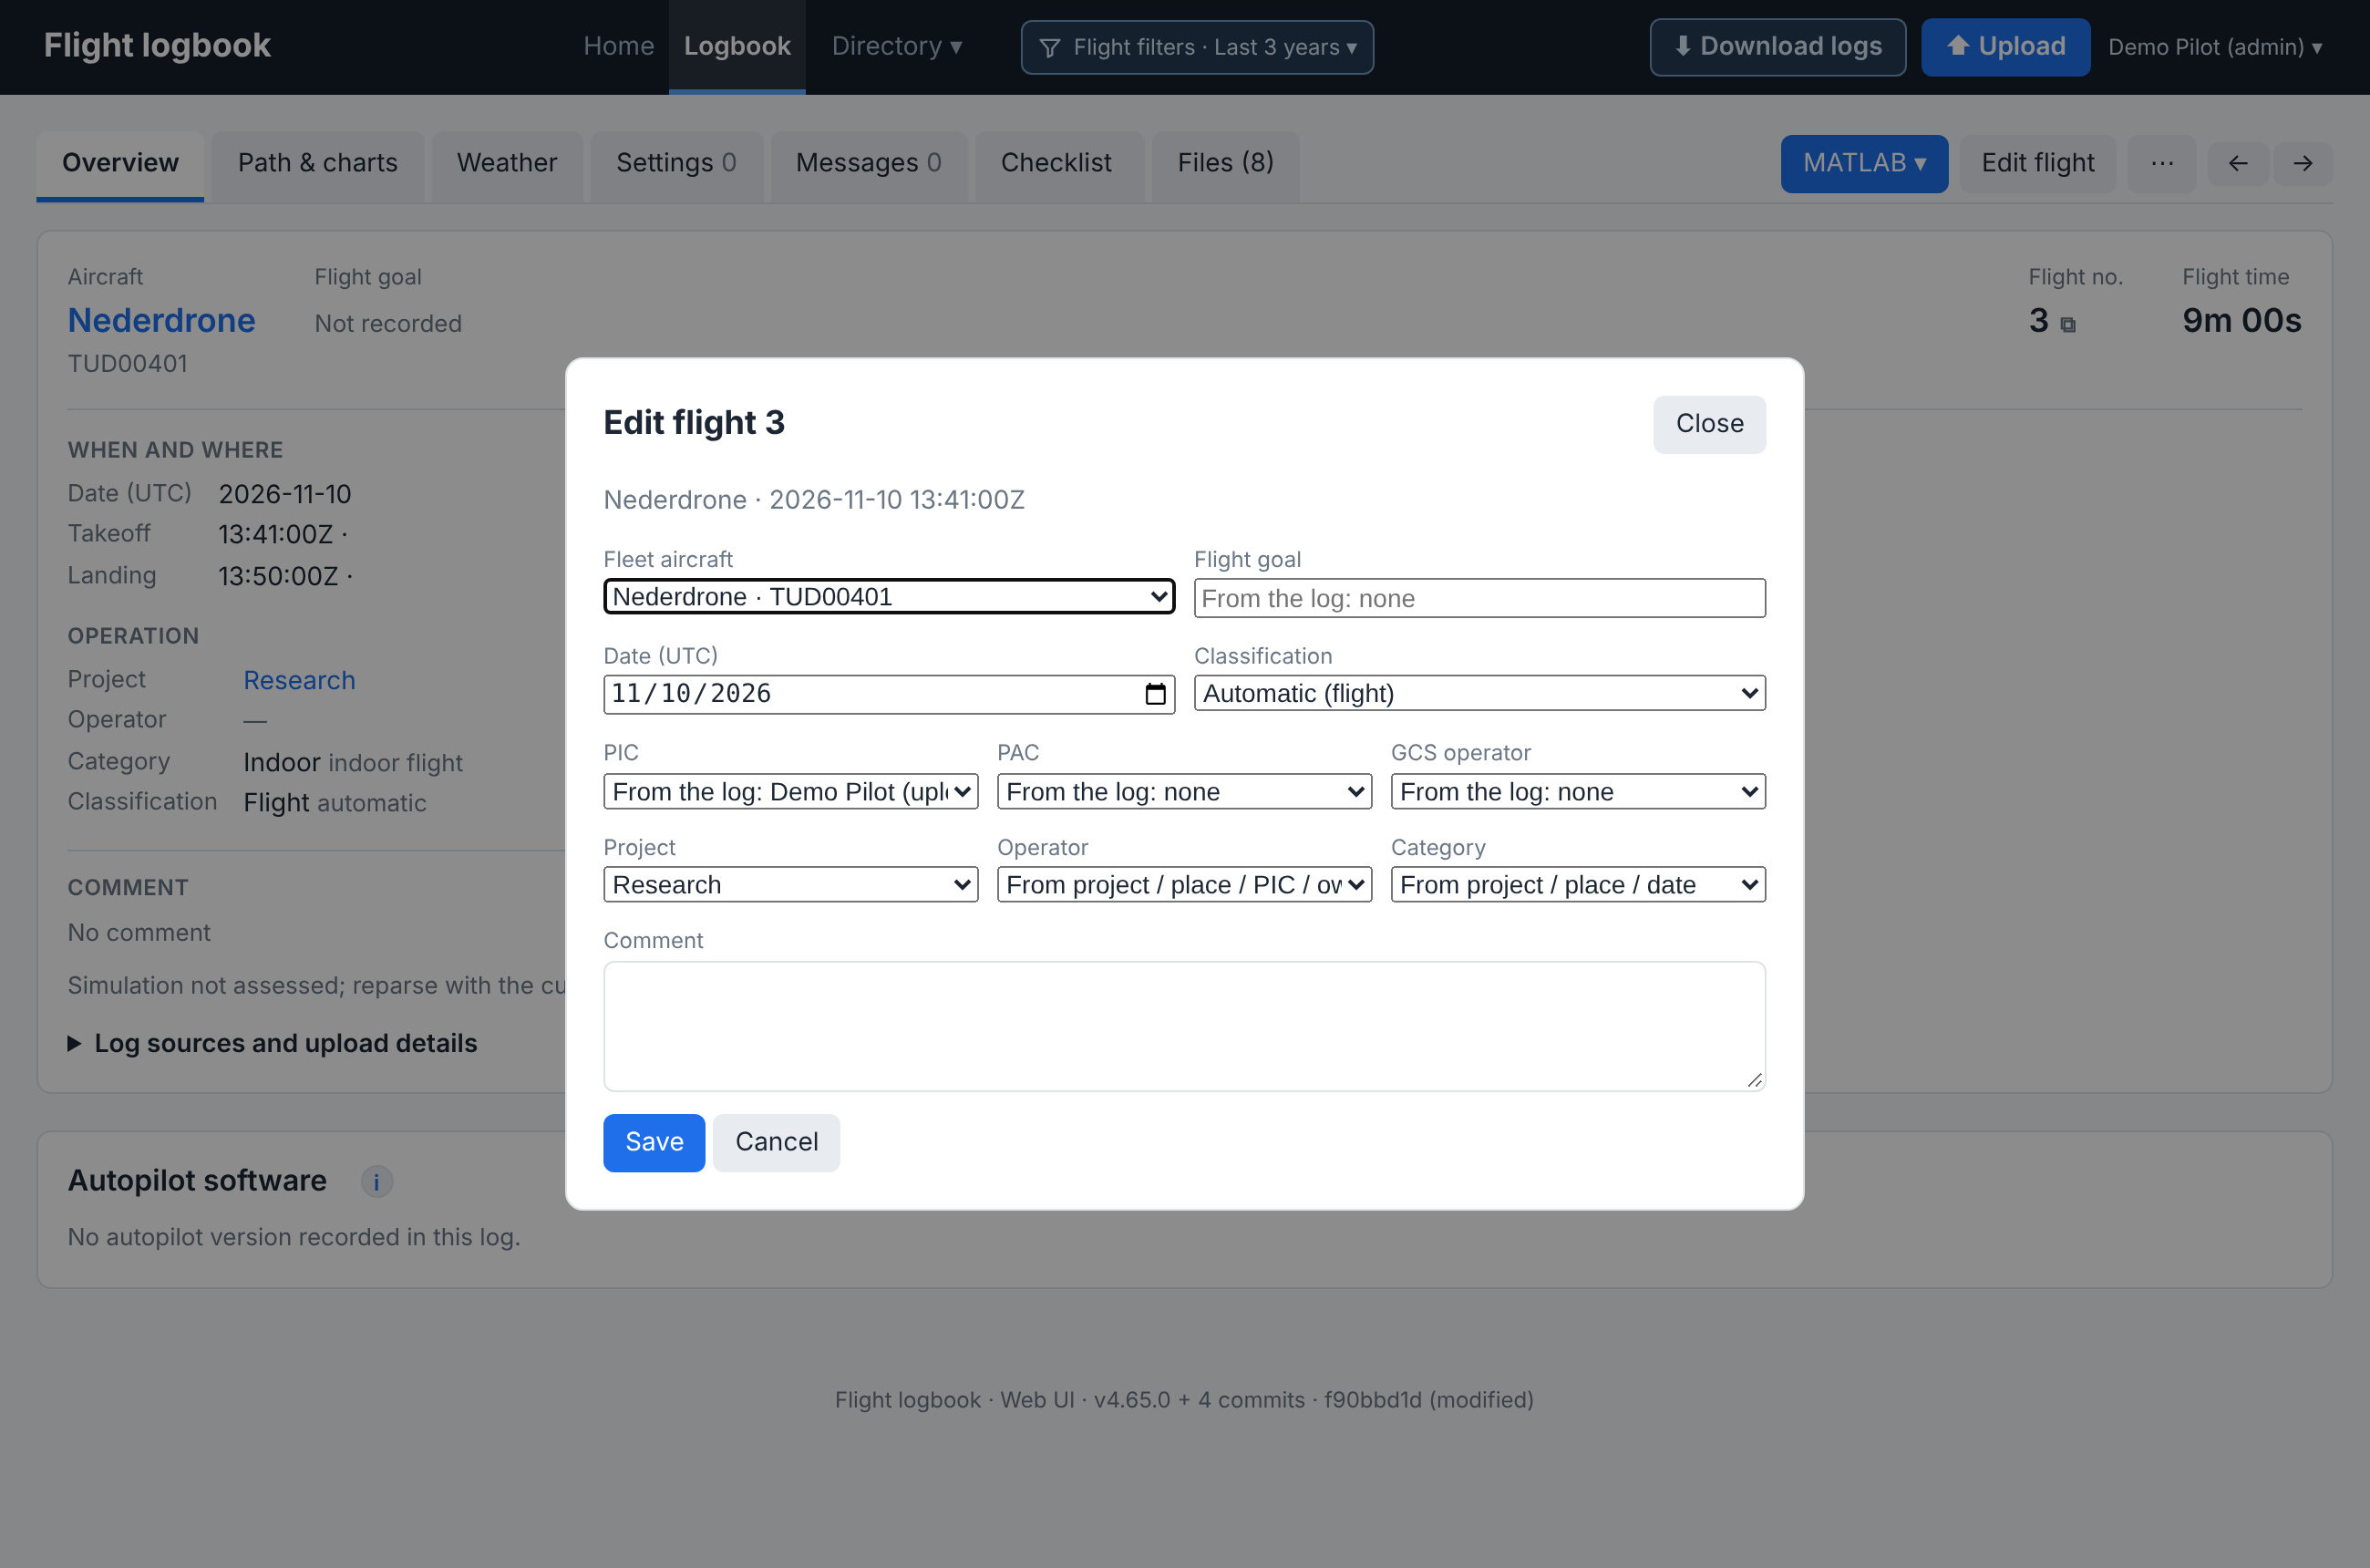 Flight logbook
Home
Logbook
Directory ▾
Flight filters · Last 3 years ▾
⬇ Download logs
⬆ Upload
Demo Pilot (admin) ▾
Overview
Path & charts
Weather
Settings 0
Messages 0
Checklist
Files (8)
MATLAB ▾
Edit flight
⋯
←
→
Aircraft
Flight goal
Flight no.
Flight time
Nederdrone
Not recorded
3
9m 00s
TUD00401
WHEN AND WHERE
Date (UTC) 2026-11-10
Takeoff 13:41:00Z ·
Landing 13:50:00Z ·
OPERATION
Project Research
Operator —
Category Indoor indoor flight
Classification Flight automatic
COMMENT
No comment
Simulation not assessed; reparse with the cu
▶ Log sources and upload details
Autopilot software i
No autopilot version recorded in this log.
Edit flight 3
Close
Nederdrone · 2026-11-10 13:41:00Z
Fleet aircraft
Flight goal
Nederdrone · TUD00401
From the log: none
Date (UTC)
Classification
11/10/2026
Automatic (flight)
PIC
PAC
GCS operator
From the log: Demo Pilot (uplo
From the log: none
From the log: none
Project
Operator
Category
Research
From project / place / PIC / ow
From project / place / date
Comment
Save
Cancel
Flight logbook · Web UI · v4.65.0 + 4 commits · f90bbd1d (modified)